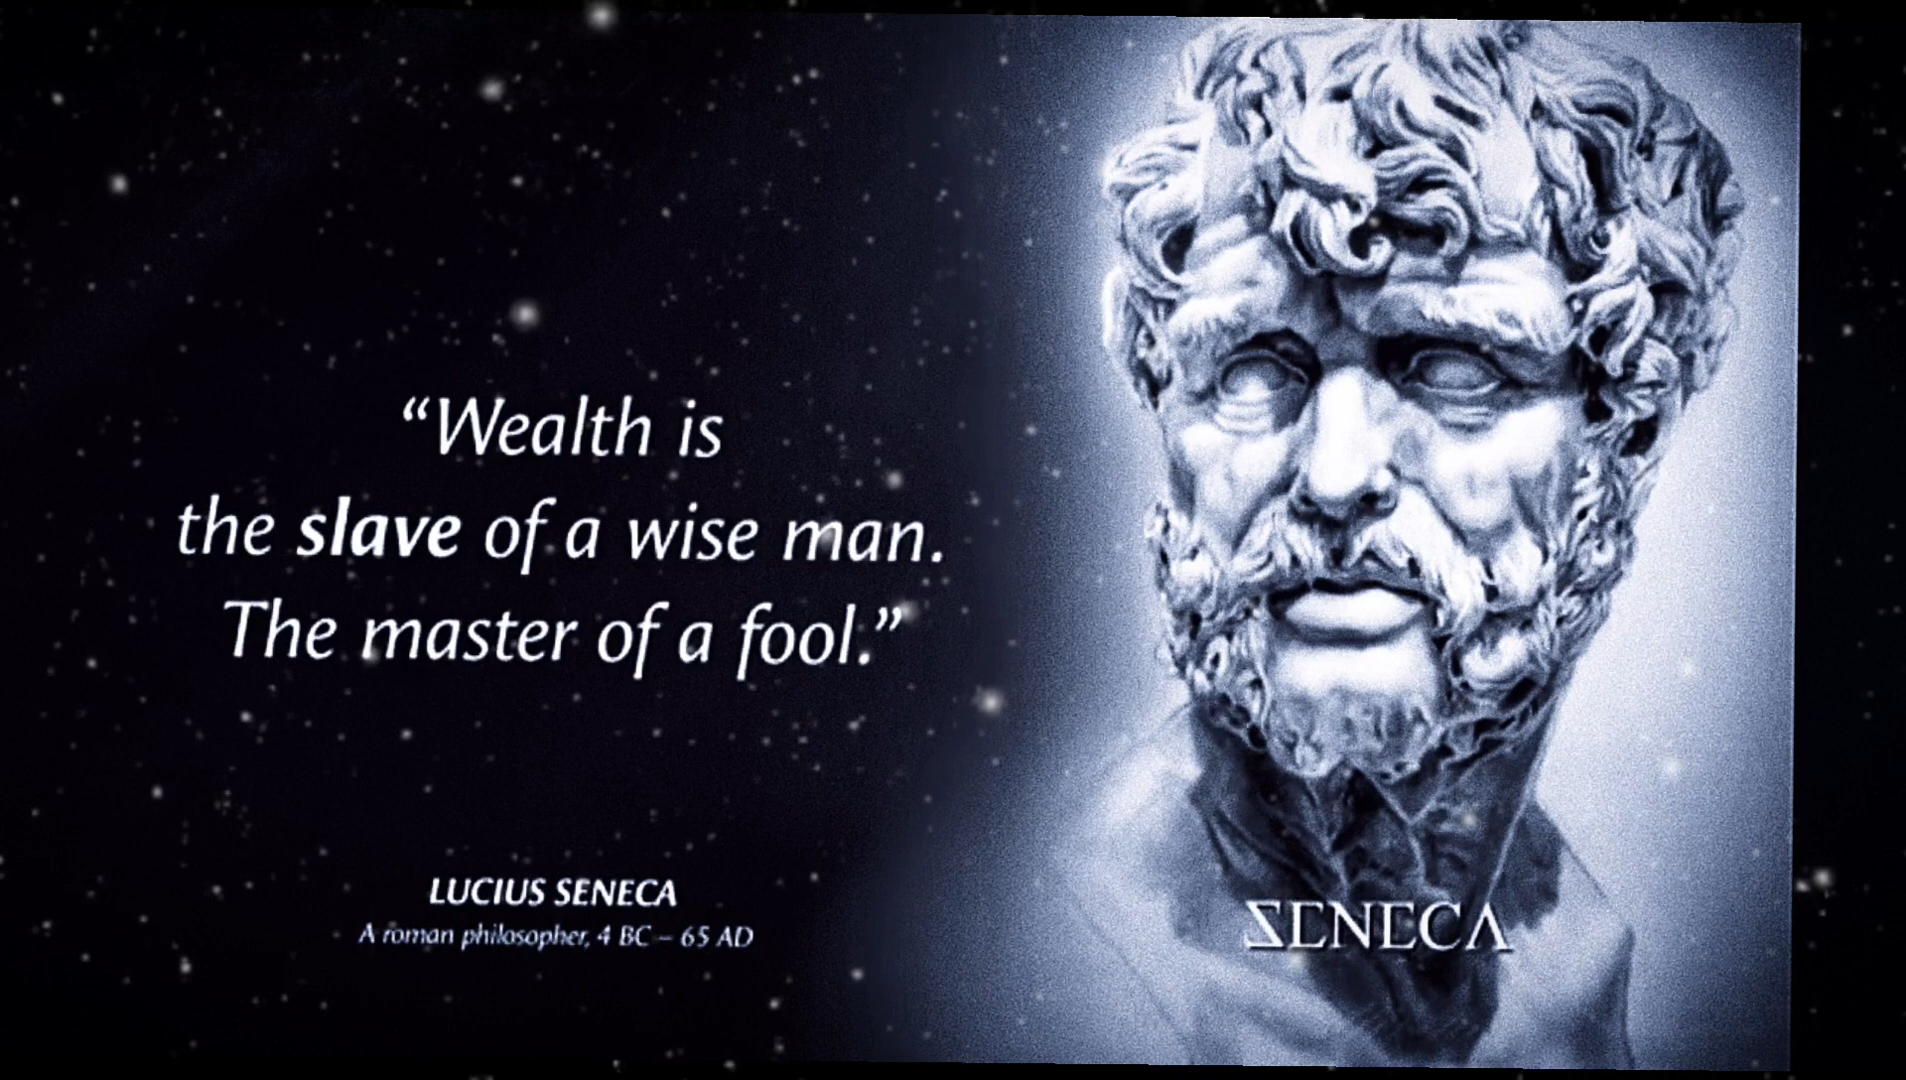 “Wealth is
the slave of a wise man.
The master of a fool.”
LUCIUS SENECA
A roman philosopher, 4 BC – 65 AD
SENECA